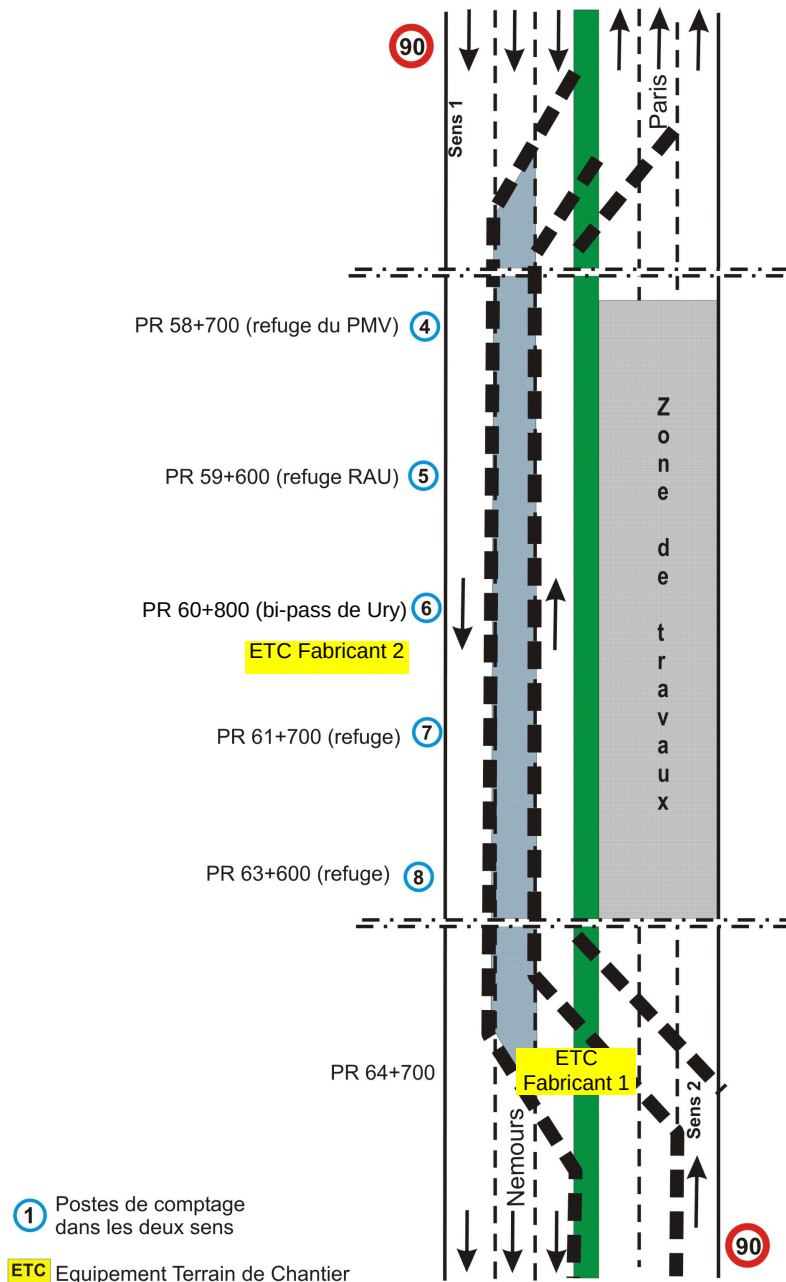 90
Sens 1
Paris
PR 58+700 (refuge du PMV) 4
PR 59+600 (refuge RAU) 5
PR 60+800 (bi-pass de Ury) 6
ETC Fabricant 2
PR 61+700 (refuge) 7
PR 63+600 (refuge) 8
Zone de travaux
PR 64+700
ETC
Fabricant 1
Nemours
Sens 2
90
1 Postes de comptage
dans les deux sens
ETC Equipement Terrain de Chantier